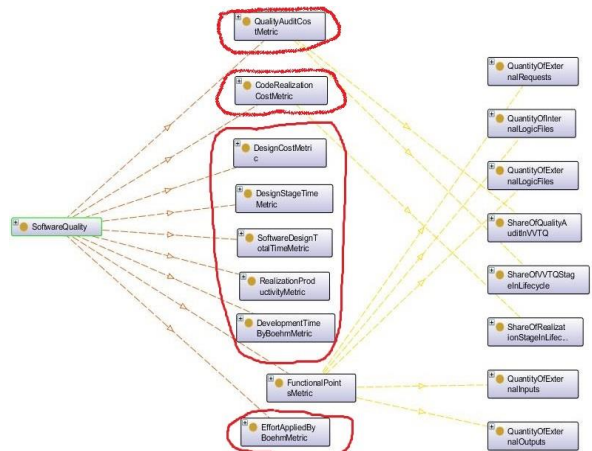 QualityAuditCos
tMetric
CodeRealization
CostMetric
DesignCostMetri
c
DesignStageTime
Metric
SoftwareQuality
SoftwareDesignT
otalTimeMetric
RealizationProd
uctivityMetric
DevelopmentTime
ByBoehmMetric
FunctionalPoint
sMetric
EffortAppliedBy
BoehmMetric
QuantityOfExter
nalRequests
QuantityOfInter
nalLogicFiles
QuantityOfExter
nalLogicFiles
ShareOfQualityA
uditInVVTQ
ShareOfVVTQStag
eInLifecycle
ShareOfRealizat
ionStageInLifec...
QuantityOfExter
nalInputs
QuantityOfExter
nalOutputs